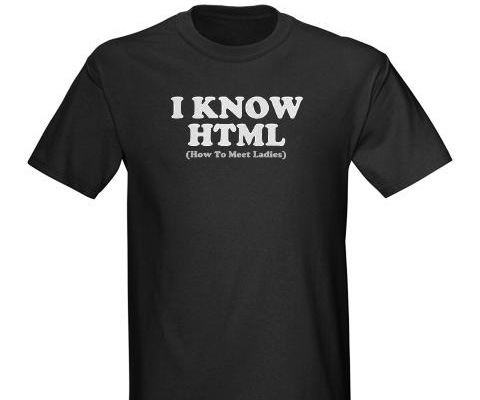 I KNOW
HTML
(How To Meet Ladies)